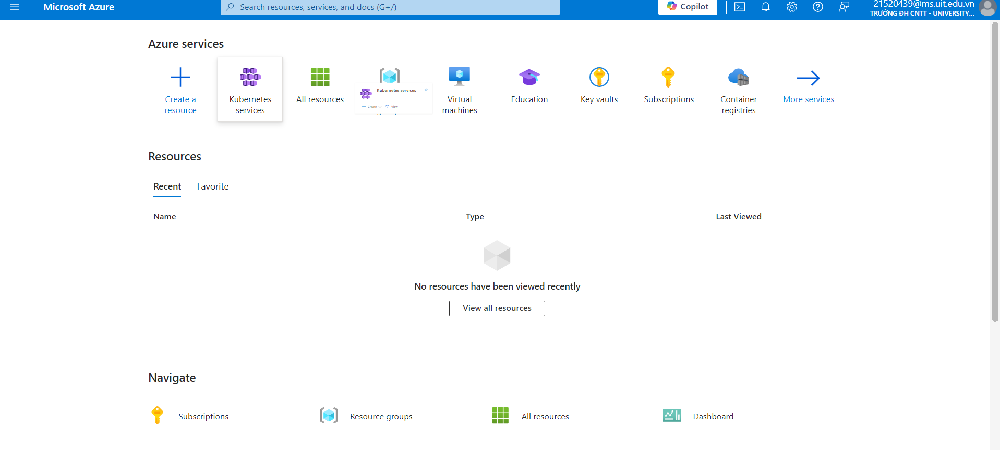 Microsoft Azure
Search resources, services, and docs (G+/)
Copilot
21520439@ms.uit.edu.vn
TRƯỜNG ĐH CNTT - UNIVERSITY...
Azure services
Create a
resource
Kubernetes
services
All resources
Kubernetes services
Create
View
Virtual
machines
Education
Key vaults
Subscriptions
Container
registries
More services
Resources
Recent
Favorite
Name
Type
Last Viewed
No resources have been viewed recently
View all resources
Navigate
Subscriptions
Resource groups
All resources
Dashboard